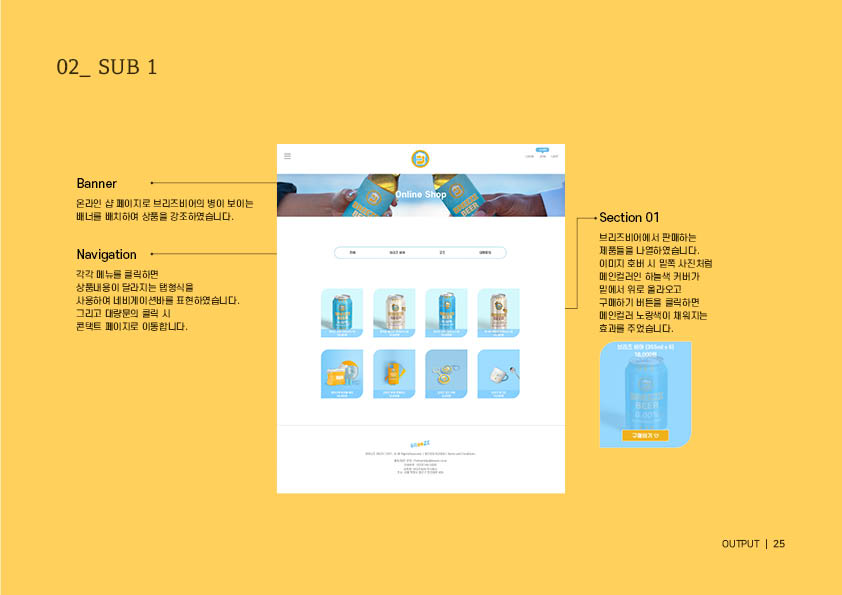 02_ SUB 1
Banner
온라인 샵 페이지로 브리즈비어의 병이 보이는
배너를 배치하여 상품을 강조하였습니다.
Navigation
각각 메뉴를 클릭하면
상품내용이 달라지는 탭형식을
사용하여 네비게이션바를 표현하였습니다.
그리고 대량문의 클릭 시
콘택트 페이지로 이동합니다.
Online Shop
BEER
BEER
Section 01
브리즈비어에서 판매하는
제품들을 나열하였습니다.
이미지 호버 시 밑쪽 사진처럼
메인컬러인 하늘색 커버가
밑에서 위로 올라오고
구매하기 버튼을 클릭하면
메인컬러 노랑색이 채워지는
효과를 주었습니다.
브리즈 비어 (355ml x 6)
18,000원
BEER
0.00%
구매하기
OUTPUT | 25